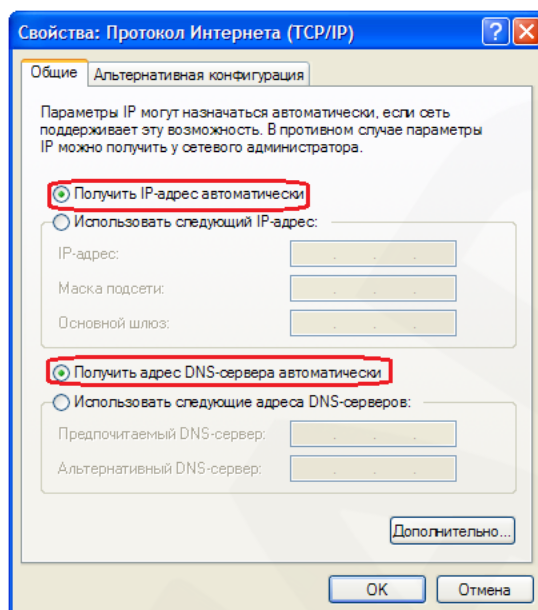 Свойства: Протокол Интернета (TCP/IP)
Общие
Альтернативная конфигурация
Параметры IP могут назначаться автоматически, если сеть
поддерживает эту возможность. В противном случае параметры
IP можно получить у сетевого администратора.
Получить IP-адрес автоматически
Использовать следующий IP-адрес:
IP-адрес:
Маска подсети:
Основной шлюз:
Получить адрес DNS-сервера автоматически
Использовать следующие адреса DNS-серверов:
Предпочитаемый DNS-сервер:
Альтернативный DNS-сервер:
Дополнительно...
OK
Отмена